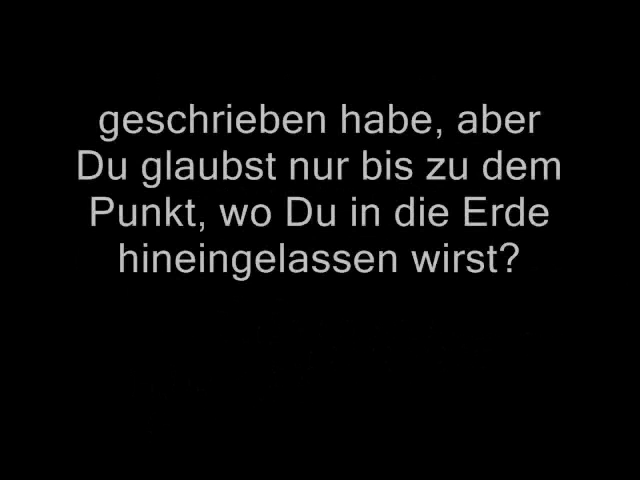 geschrieben habe, aber
Du glaubst nur bis zu dem
Punkt, wo Du in die Erde
hineingelassen wirst?